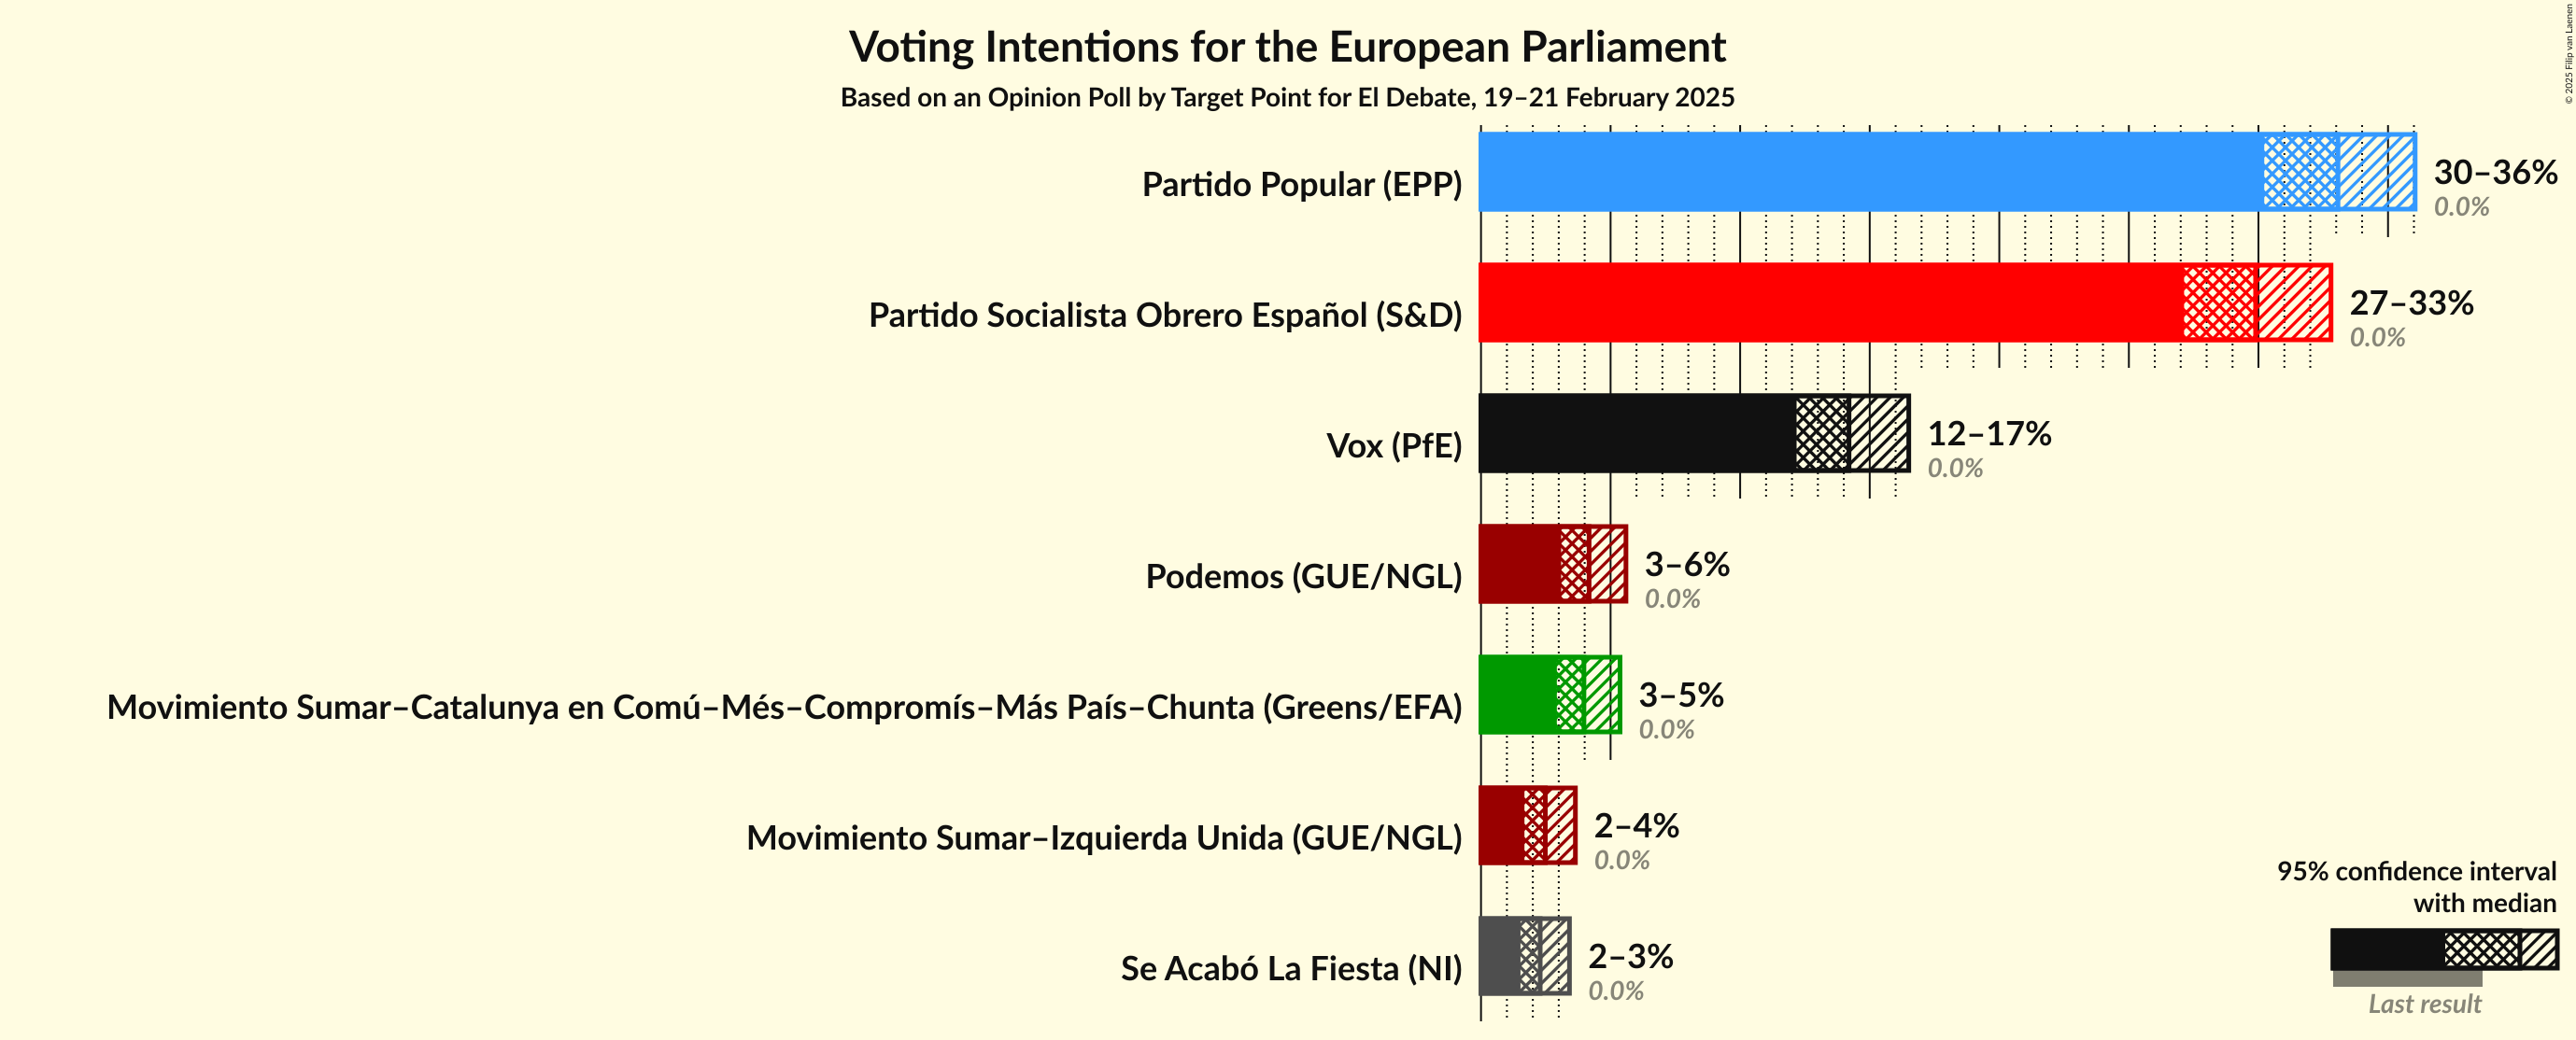 Voting Intentions for the European Parliament
Based on an Opinion Poll by Target Point for El Debate, 19–21 February 2025
© 2025 Filip van Laenen
Partido Popular (EPP)
30–36%
0.0%
Partido Socialista Obrero Español (S&D)
27–33%
0.0%
Vox (PfE)
12–17%
0.0%
Podemos (GUE/NGL)
3–6%
0.0%
Movimiento Sumar–Catalunya en Comú–Més–Compromís–Más País–Chunta (Greens/EFA)
3–5%
0.0%
Movimiento Sumar–Izquierda Unida (GUE/NGL)
2–4%
0.0%
Se Acabó La Fiesta (NI)
2–3%
0.0%
95% confidence interval
with median
Last result